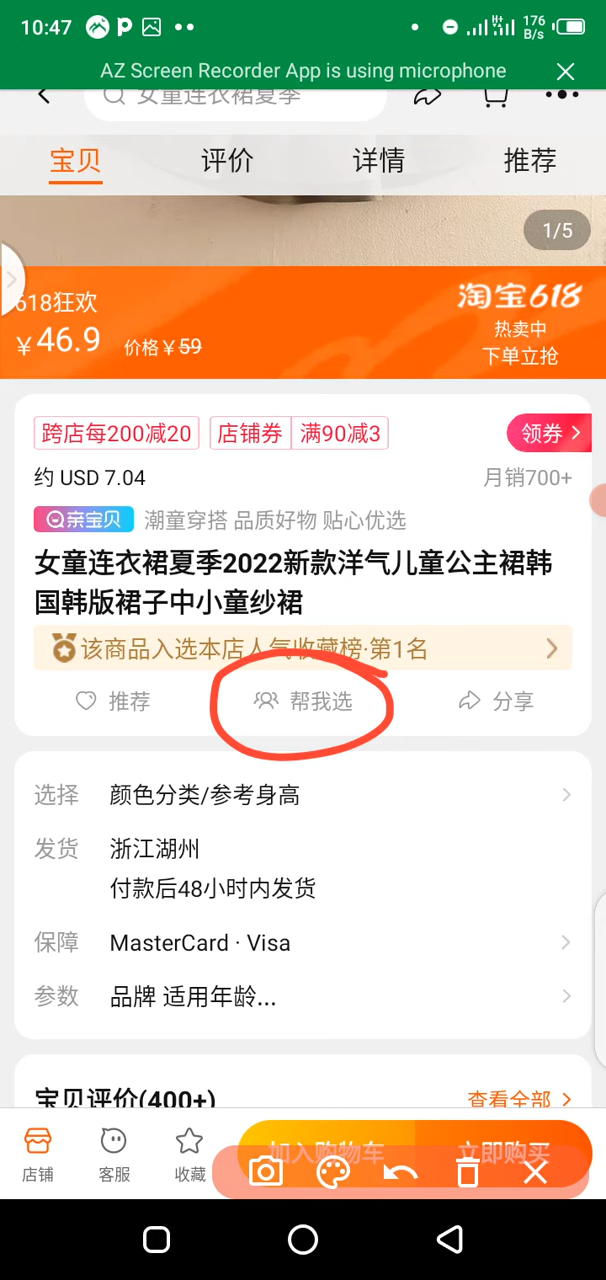 10:47
176
B/s
AZ Screen Recorder App is using microphone
女童连衣裙夏季
宝贝 评价 详情 推荐
1/5
618狂欢
淘宝618
￥46.9 价格￥59
热卖中
下单立抢
跨店每200减20 店铺券 满90减3 领券
约 USD 7.04 月销700+
亲宝贝 潮童穿搭 品质好物 贴心优选
女童连衣裙夏季2022新款洋气儿童公主裙韩
国韩版裙子中小童纱裙
该商品入选本店人气收藏榜·第1名
推荐 帮我选 分享
选择 颜色分类/参考身高
发货 浙江湖州
付款后48小时内发货
保障 MasterCard · Visa
参数 品牌 适用年龄...
宝贝评价(400+) 查看全部
加入购物车 立即购买
店铺 客服 收藏